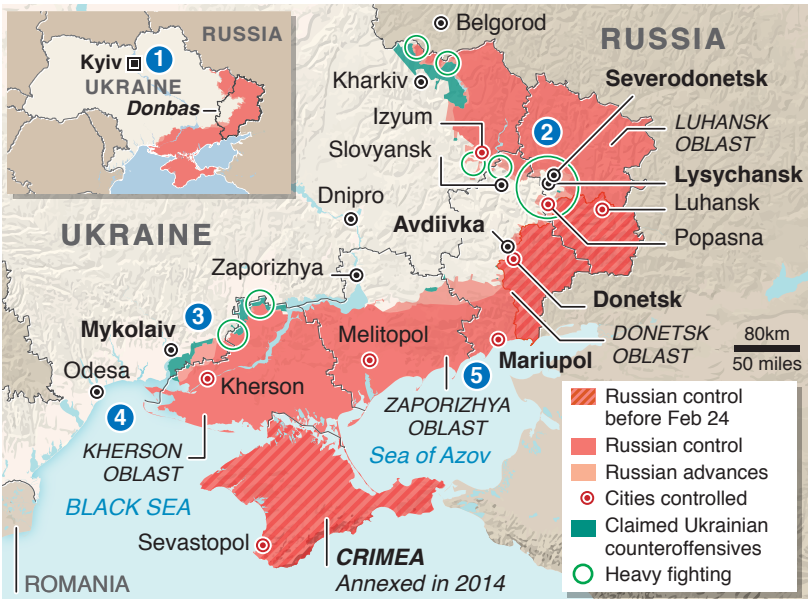 RUSSIA
Kyiv
1
UKRAINE
Donbas
Belgorod
RUSSIA
Kharkiv
Severodonetsk
Izyum
2
LUHANSK
OBLAST
Slovyansk
Lysychansk
Dnipro
Luhansk
Avdiivka
Popasna
UKRAINE
Zaporizhya
Donetsk
3
Mykolaiv
Melitopol
DONETSK
OBLAST
80km
50 miles
Mariupol
Odesa
Kherson
5
4
ZAPORIZHYA
OBLAST
KHERSON
OBLAST
Sea of Azov
BLACK SEA
Sevastopol
CRIMEA
Annexed in 2014
ROMANIA
Russian control
before Feb 24
Russian control
Russian advances
Cities controlled
Claimed Ukrainian
counteroffensives
Heavy fighting